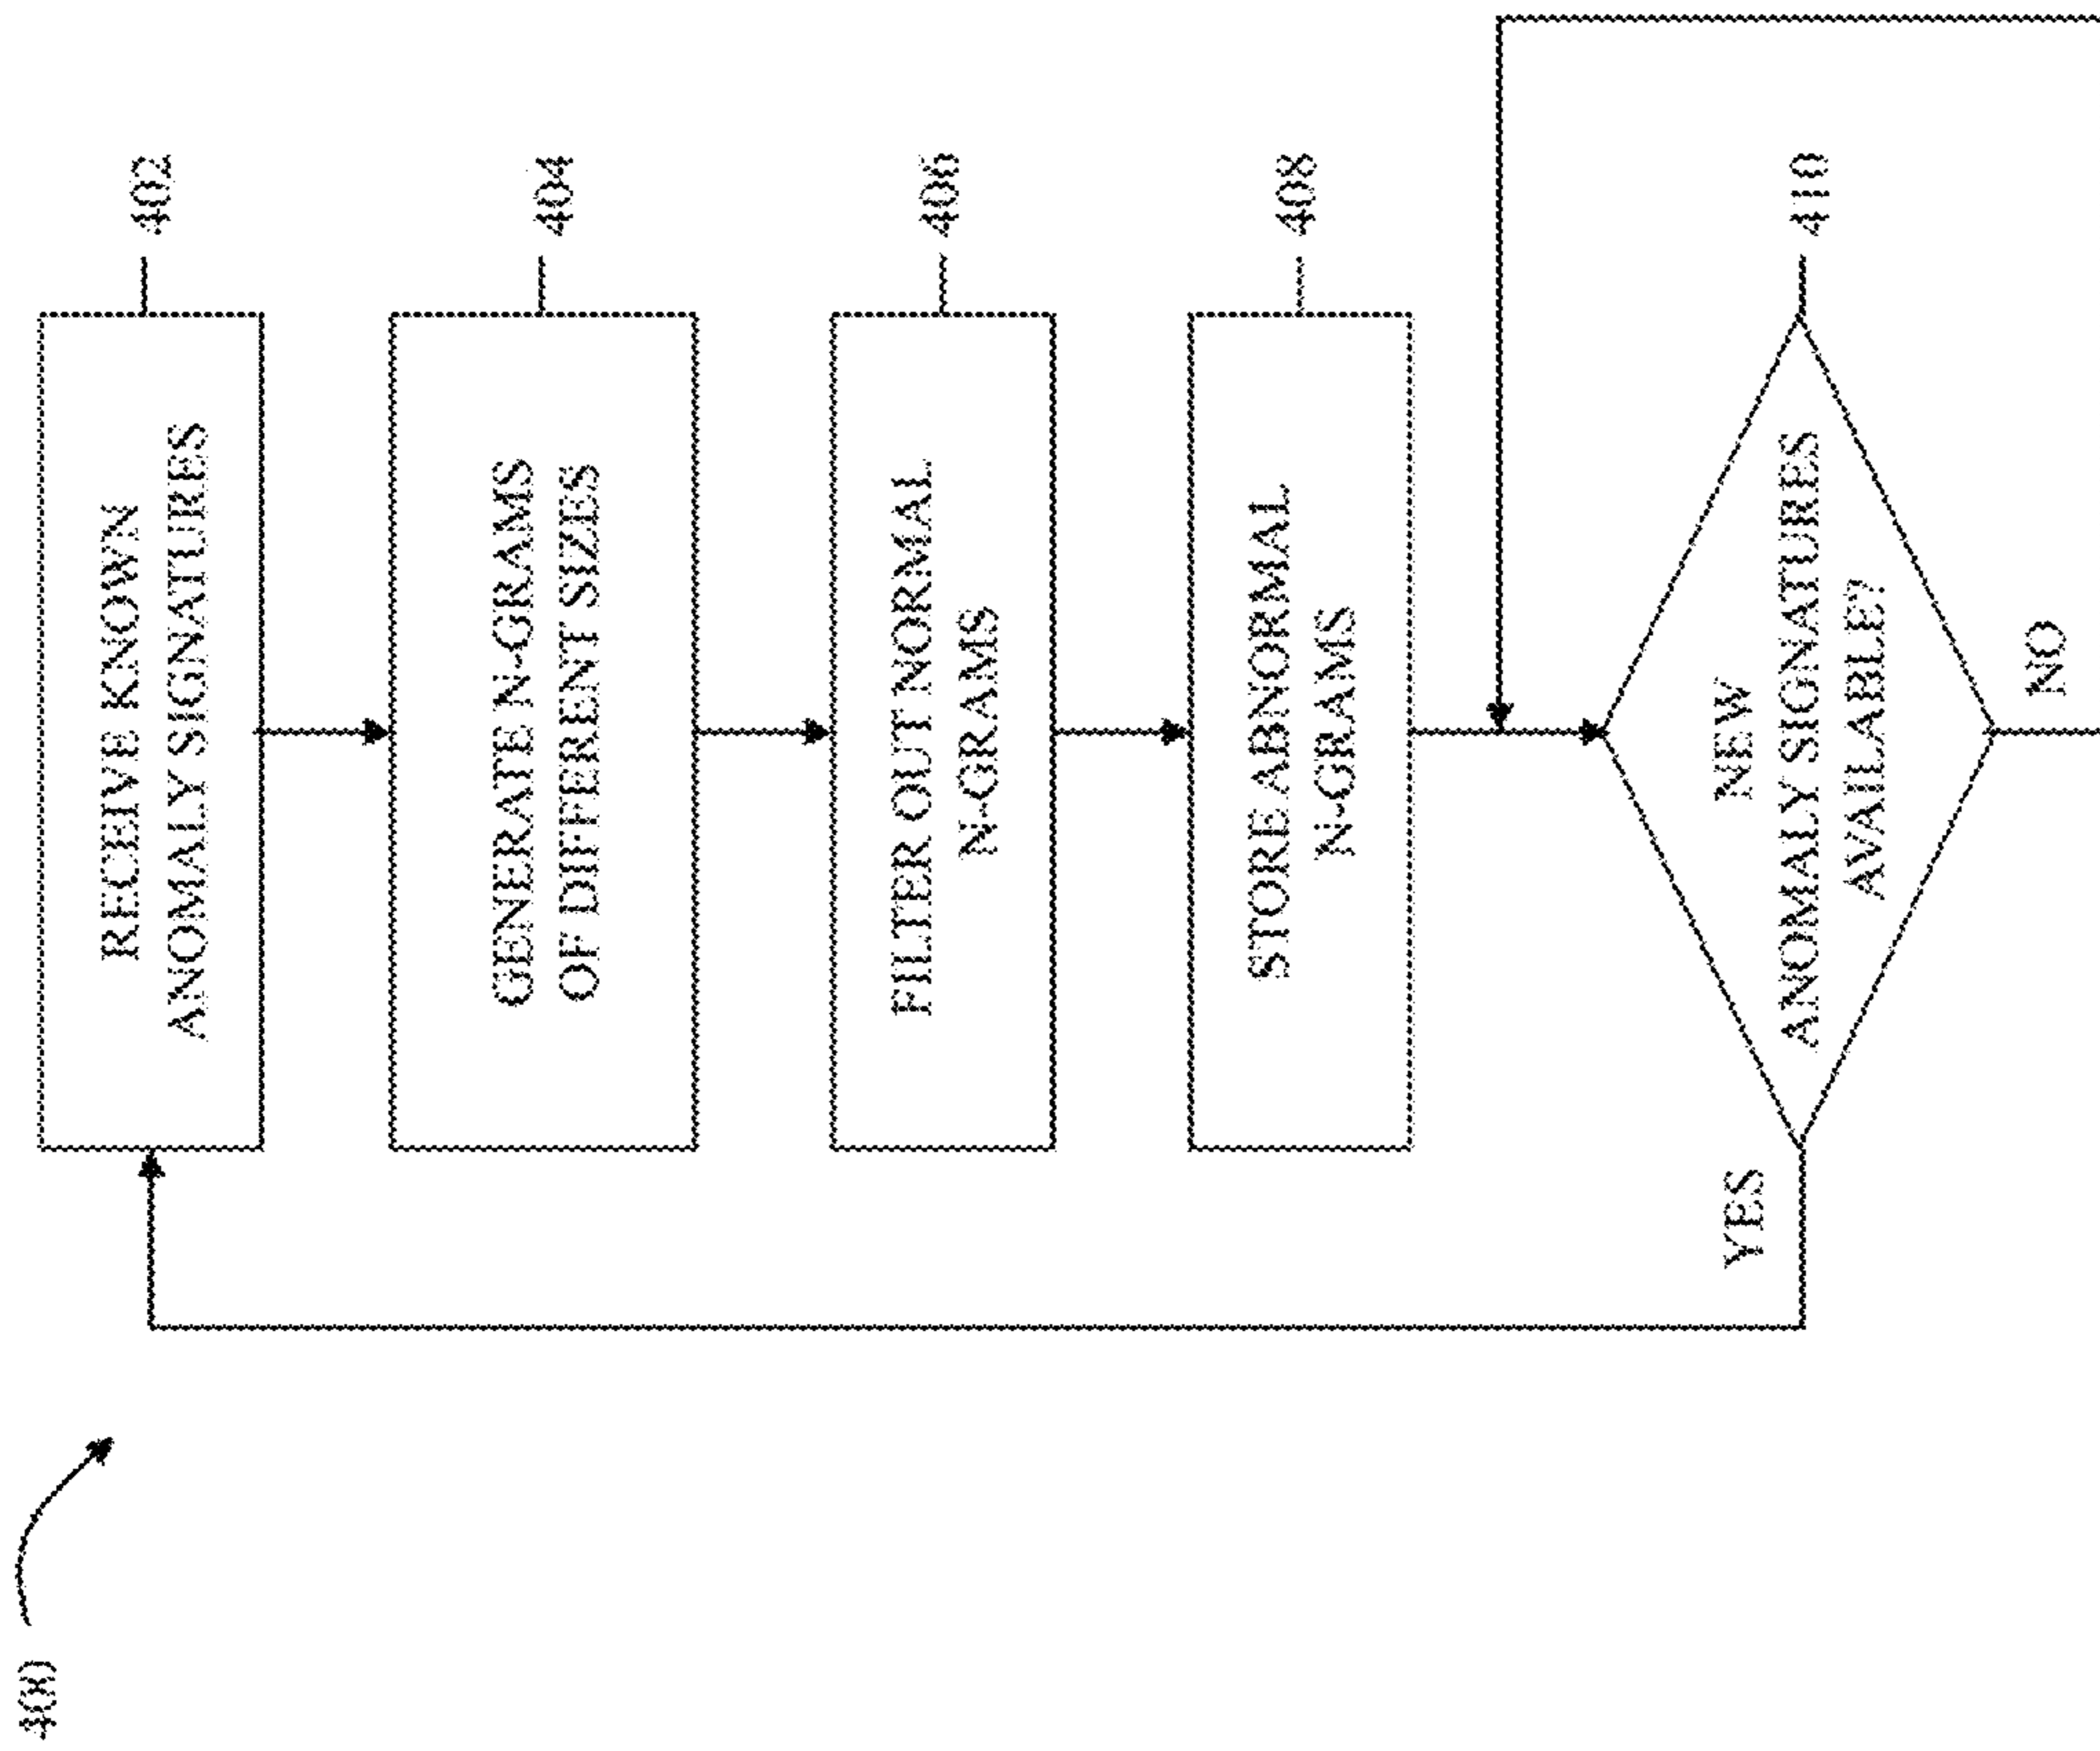 400
RECEIVE KNOWN
ANOMALY SIGNATURES
402
GENERATE N-GRAMS
OF DIFFERENT SIZES
404
FILTER OUT NORMAL
N-GRAMS
406
STORE ABNORMAL
N-GRAMS
408
YES
NEW
ANOMALY SIGNATURES
AVAILABLE?
410
NO